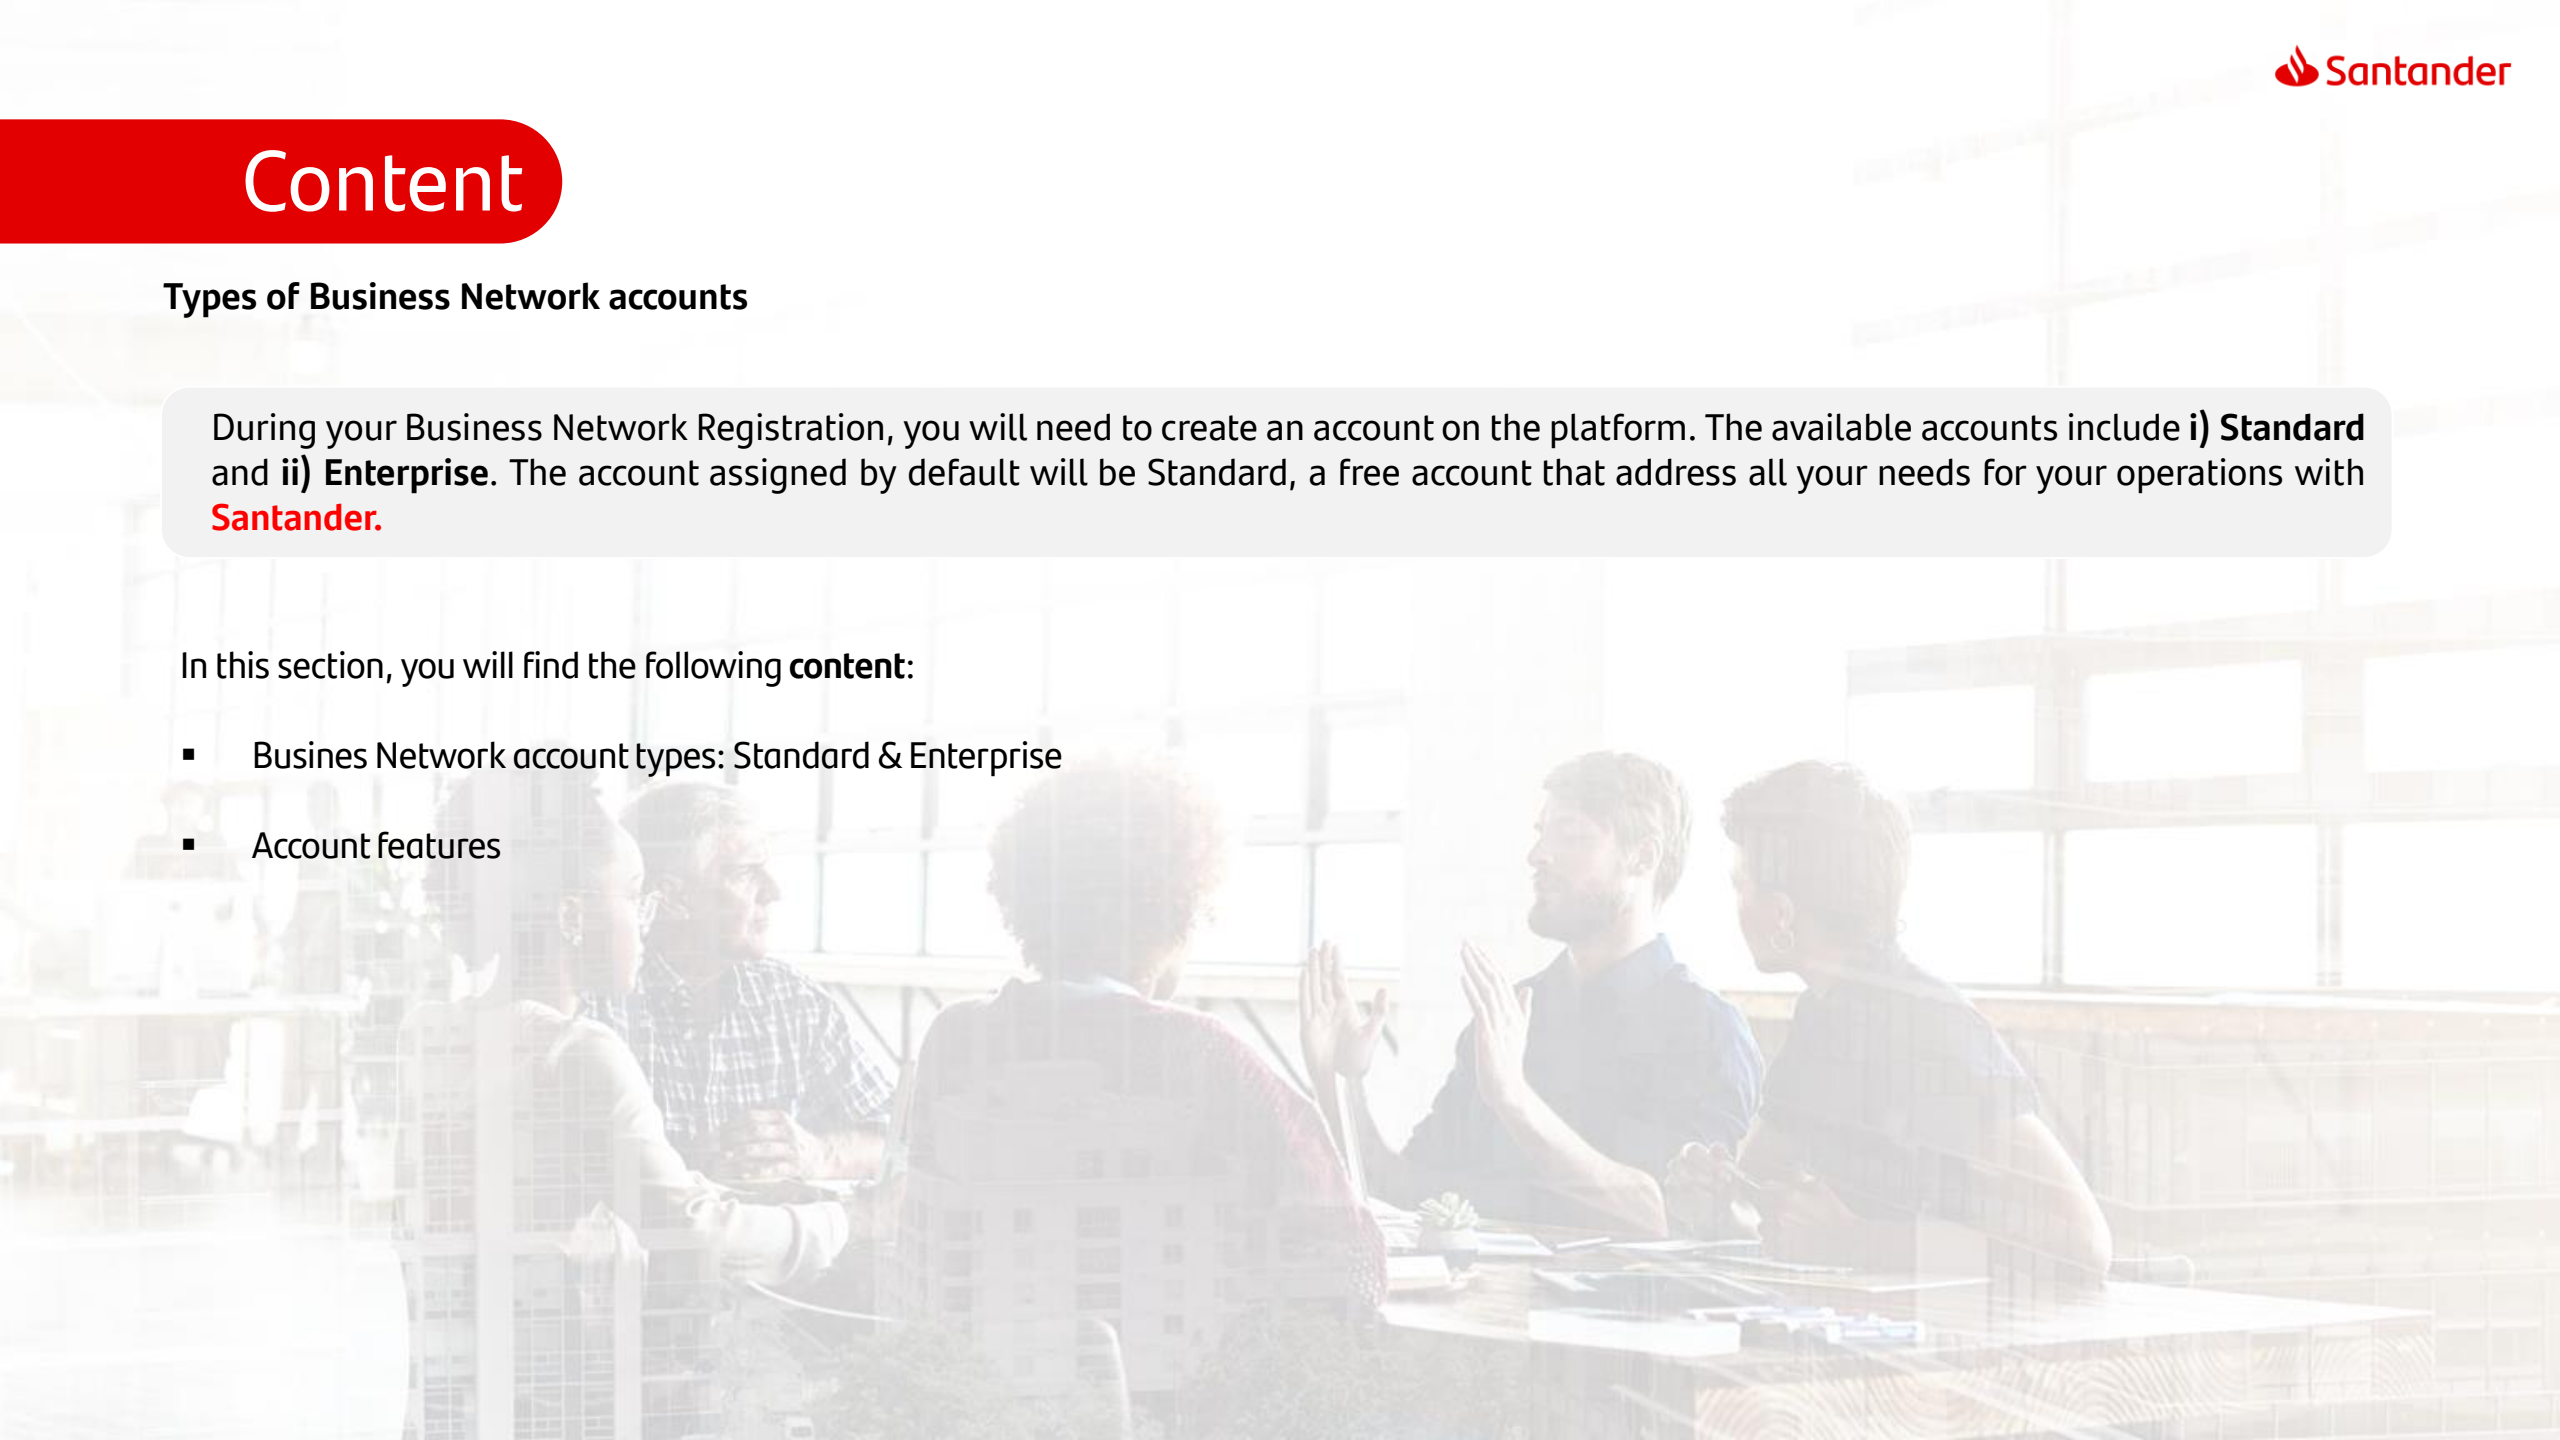 Santander
Content
Types of Business Network accounts
During your Business Network Registration, you will need to create an account on the platform. The available accounts include i) Standard
and ii) Enterprise. The account assigned by default will be Standard, a free account that address all your needs for your operations with
Santander.
In this section, you will find the following content:
▪ Busines Network account types: Standard & Enterprise
▪ Account features